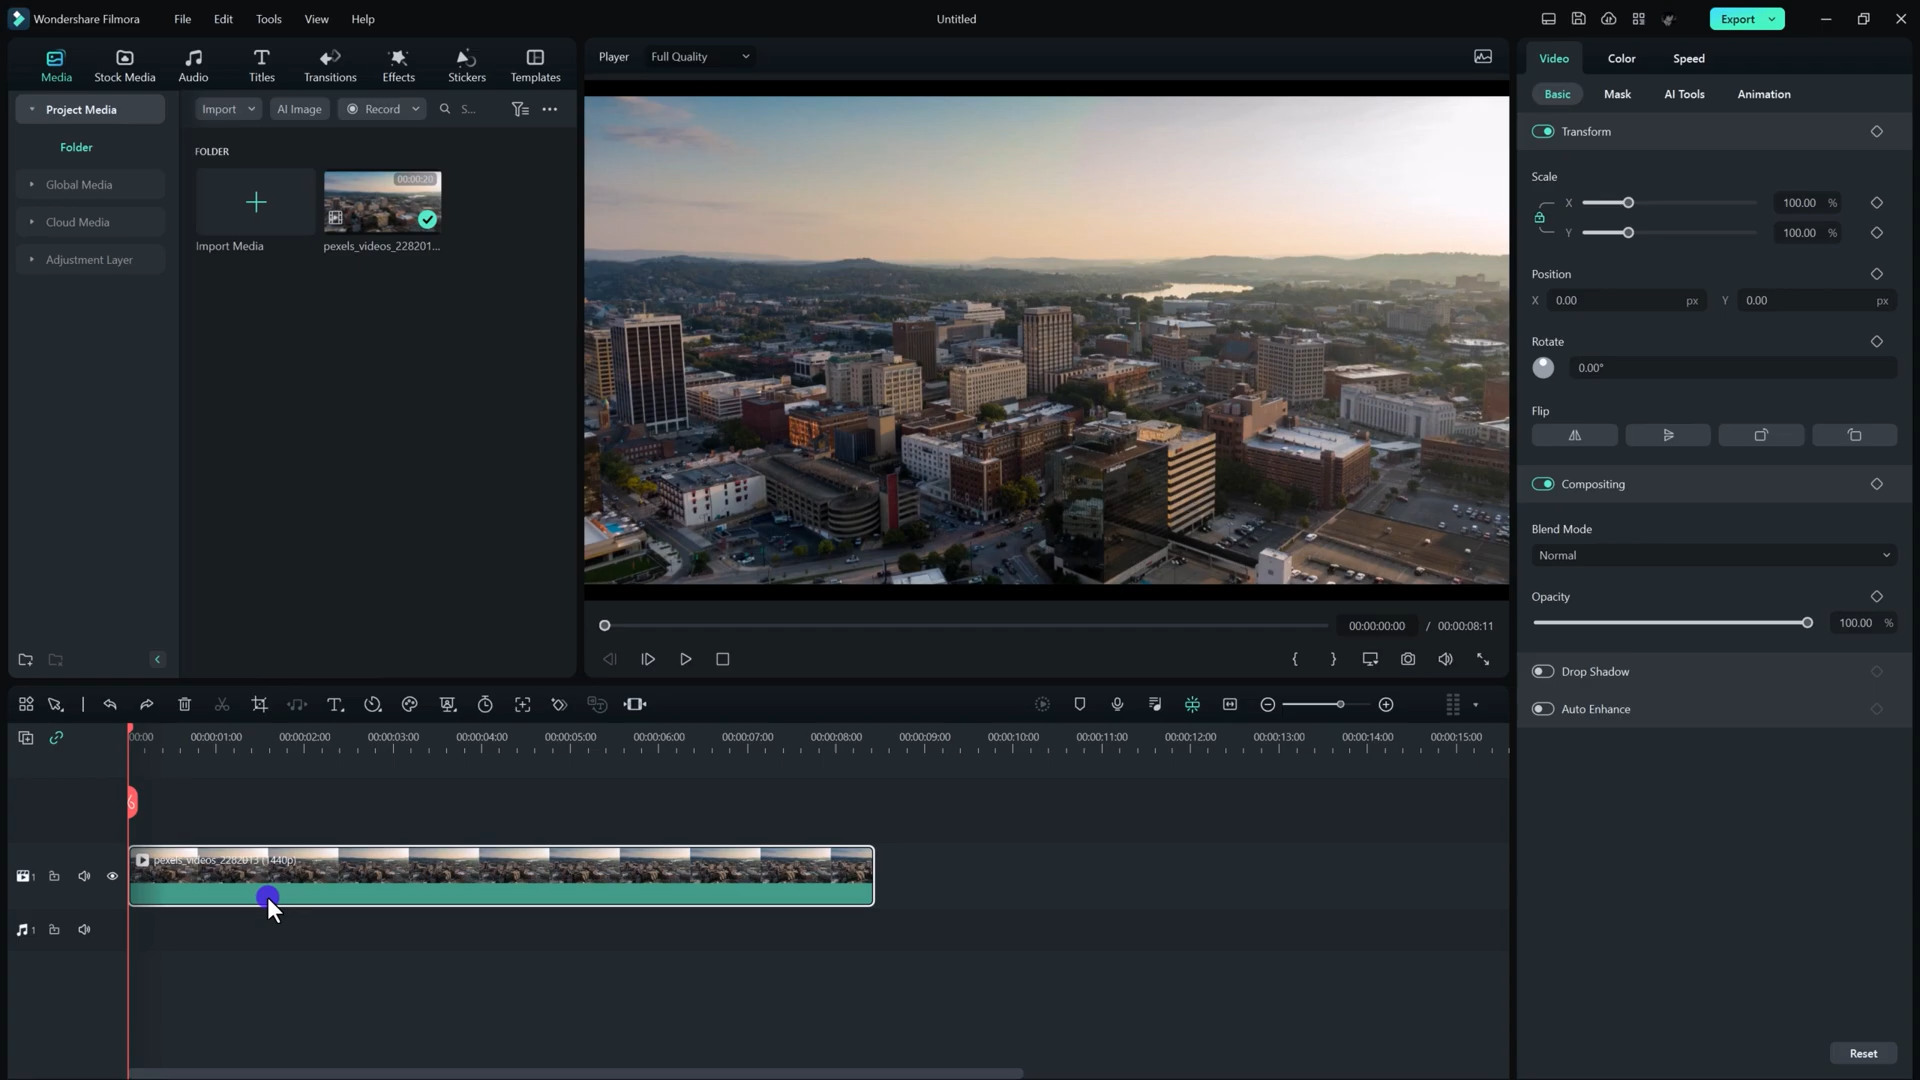 Wondershare Filmora
File
Edit
Tools
View
Help
Untitled
Export
Media
Stock Media
Audio
Titles
Transitions
Effects
Stickers
Templates
Project Media
Folder
Global Media
Cloud Media
Adjustment Layer
Import
AI Image
Record
S...
FOLDER
00:00:20
Import Media
pexels_videos_228201...
Player
Full Quality
00:00:00:00 / 00:00:08:11
Video
Color
Speed
Basic
Mask
AI Tools
Animation
Transform
Scale
X 100.00 %
Y 100.00 %
Position
X 0.00 px Y 0.00 px
Rotate
0.00°
Flip
Compositing
Blend Mode
Normal
Opacity
100.00 %
Drop Shadow
Auto Enhance
Reset
00:00 00:00:01:00 00:00:02:00 00:00:03:00 00:00:04:00 00:00:05:00 00:00:06:00 00:00:07:00 00:00:08:00 00:00:09:00 00:00:10:00 00:00:11:00 00:00:12:00 00:00:13:00 00:00:14:00 00:00:15:00
pexels_videos_2282013 (1440p)
1
1